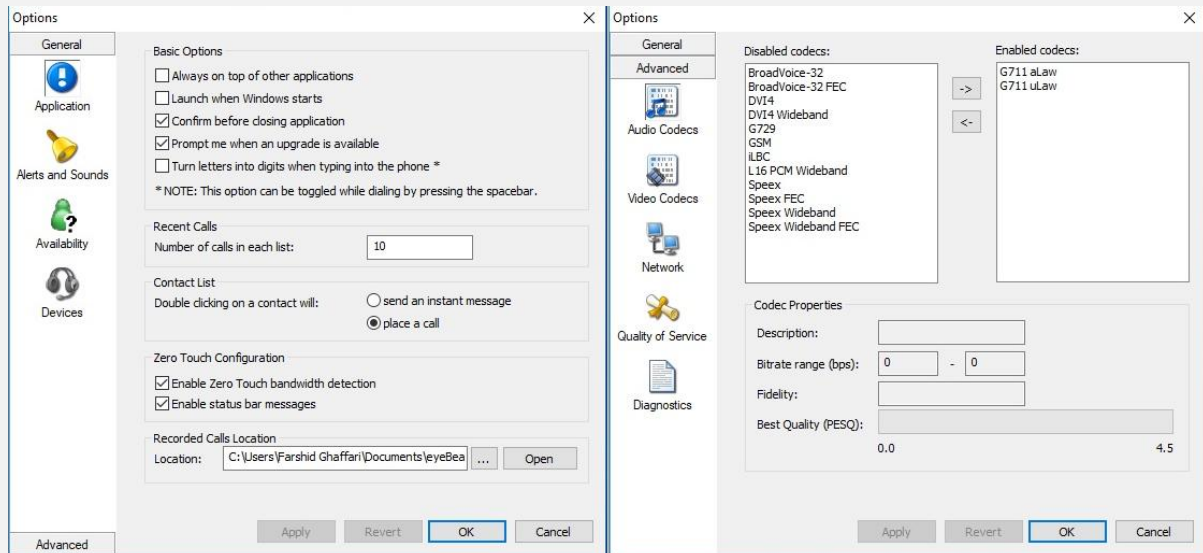 Options
General
Application
Alerts and Sounds
Availability
Devices
Advanced
Basic Options
Always on top of other applications
Launch when Windows starts
Confirm before closing application
Prompt me when an upgrade is available
Turn letters into digits when typing into the phone *
* NOTE: This option can be toggled while dialing by pressing the spacebar.
Recent Calls
Number of calls in each list: 10
Contact List
Double clicking on a contact will: send an instant message
place a call
Zero Touch Configuration
Enable Zero Touch bandwidth detection
Enable status bar messages
Recorded Calls Location
Location: C:\Users\Farshid Ghaffari\Documents\eyeBea ... Open
Apply Revert OK Cancel
Options
General
Advanced
Audio Codecs
Video Codecs
Network
Quality of Service
Diagnostics
Disabled codecs:
BroadVoice-32
BroadVoice-32 FEC
DVI4
DVI4 Wideband
G729
GSM
iLBC
L16 PCM Wideband
Speex
Speex FEC
Speex Wideband
Speex Wideband FEC
->
<-
Enabled codecs:
G711 aLaw
G711 uLaw
Codec Properties
Description:
Bitrate range (bps): 0 - 0
Fidelity:
Best Quality (PESQ):
0.0 4.5
Apply Revert OK Cancel